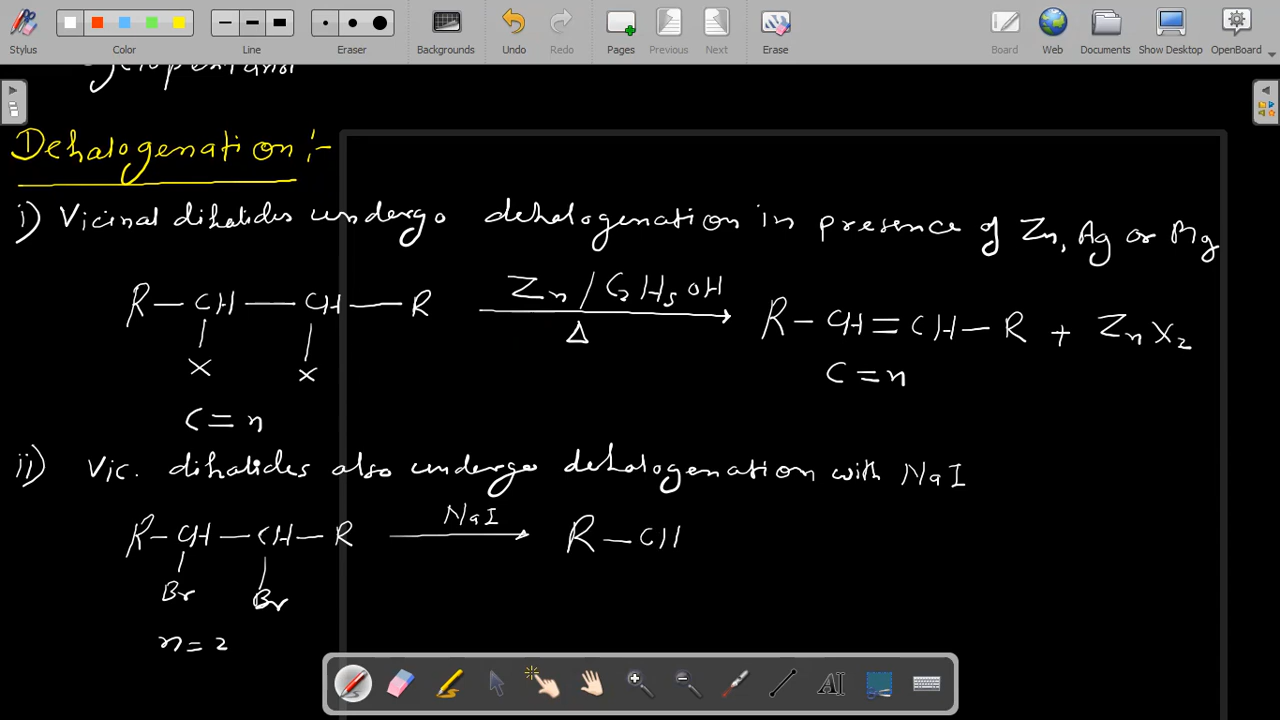 Stylus Color Line Eraser Backgrounds Undo Redo Pages Previous Next Erase Board Web Documents Show Desktop OpenBoard
Cyclopentanol
Dehalogenation :-
i) Vicinal dihalides undergo dehalogenation in presence of Zn, Ag or Mg
R — CH — CH — R Zn / C2H5OH Δ → R — CH = CH — R + ZnX2
X X
C = n
C = n
ii) Vic. dihalides also undergo dehalogenation with NaI
R — CH — CH — R NaI → R — CH
Br Br
n = 2